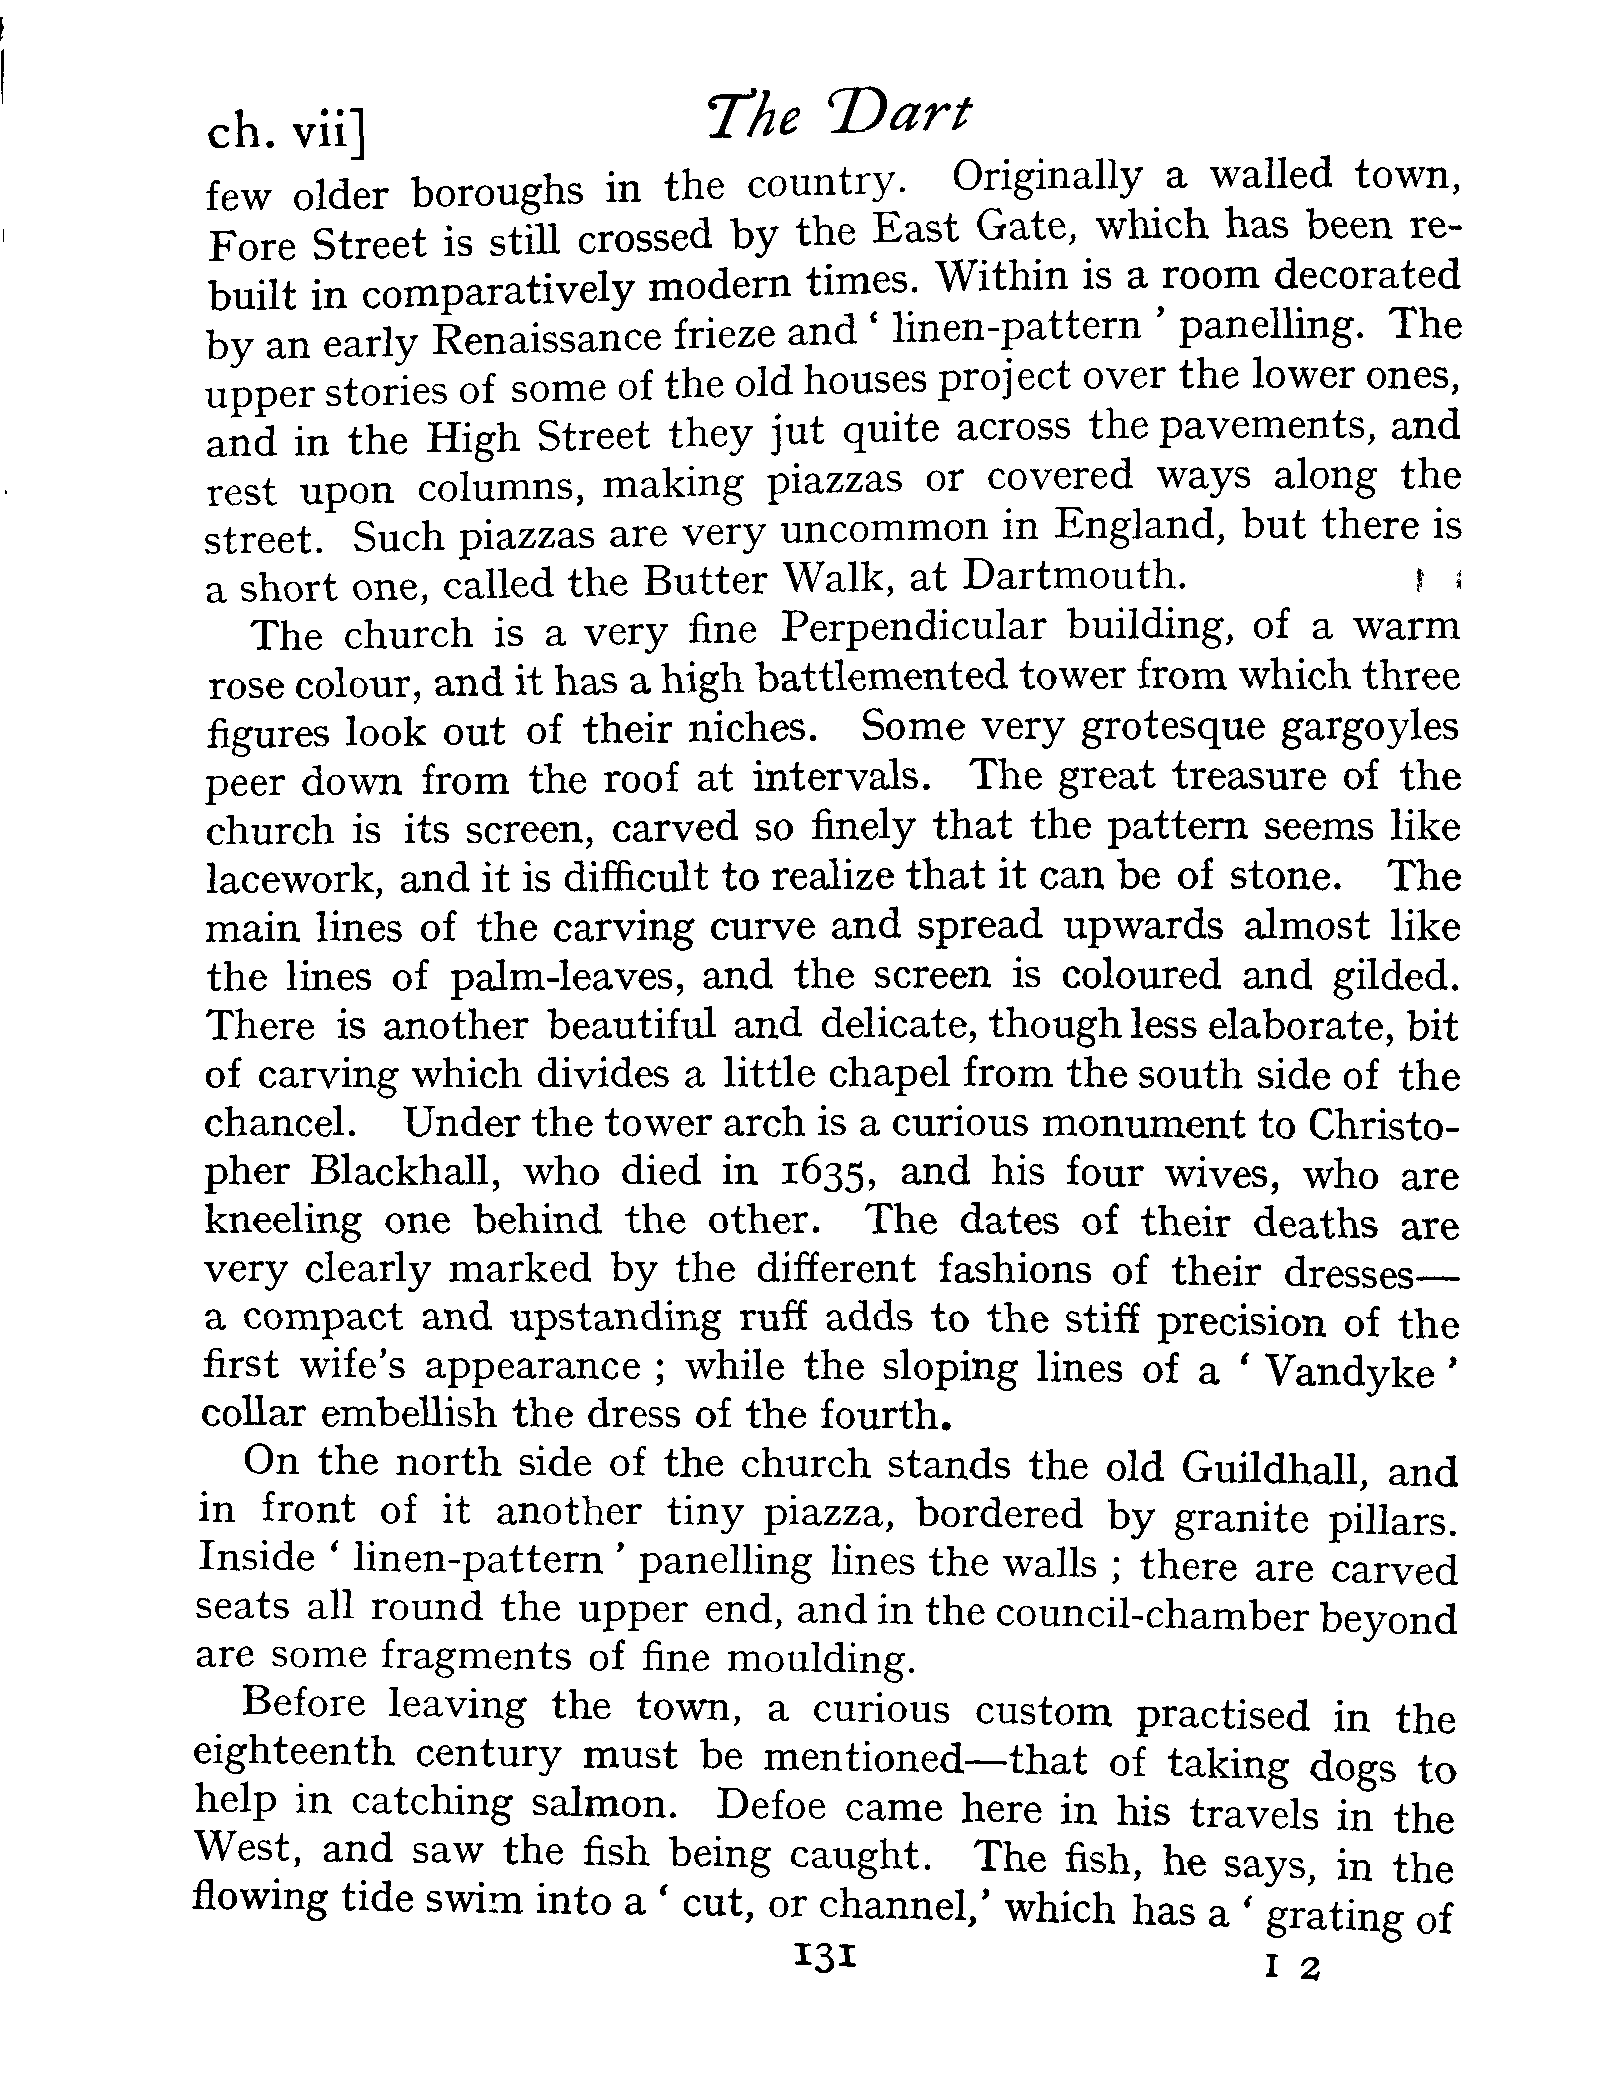 ch. vii] The Dart
few older boroughs in the country. Originally a walled town,
Fore Street is still crossed by the East Gate, which has been re-
built in comparatively modern times. Within is a room decorated
by an early Renaissance frieze and ‘ linen-pattern ’ panelling. The
upper stories of some of the old houses project over the lower ones,
and in the High Street they jut quite across the pavements, and
rest upon columns, making piazzas or covered ways along the
street. Such piazzas are very uncommon in England, but there is
a short one, called the Butter Walk, at Dartmouth.
The church is a very fine Perpendicular building, of a warm
rose colour, and it has a high battlemented tower from which three
figures look out of their niches. Some very grotesque gargoyles
peer down from the roof at intervals. The great treasure of the
church is its screen, carved so finely that the pattern seems like
lacework, and it is difficult to realize that it can be of stone. The
main lines of the carving curve and spread upwards almost like
the lines of palm-leaves, and the screen is coloured and gilded.
There is another beautiful and delicate, though less elaborate, bit
of carving which divides a little chapel from the south side of the
chancel. Under the tower arch is a curious monument to Christo-
pher Blackhall, who died in 1635, and his four wives, who are
kneeling one behind the other. The dates of their deaths are
very clearly marked by the different fashions of their dresses—
a compact and upstanding ruff adds to the stiff precision of the
first wife's appearance ; while the sloping lines of a ‘ Vandyke ’
collar embellish the dress of the fourth.
On the north side of the church stands the old Guildhall, and
in front of it another tiny piazza, bordered by granite pillars.
Inside ‘ linen-pattern ’ panelling lines the walls ; there are carved
seats all round the upper end, and in the council-chamber beyond
are some fragments of fine moulding.
Before leaving the town, a curious custom practised in the
eighteenth century must be mentioned—that of taking dogs to
help in catching salmon. Defoe came here in his travels in the
West, and saw the fish being caught. The fish, he says, in the
flowing tide swim into a ‘ cut, or channel,’ which has a ‘ grating of
131
I 2